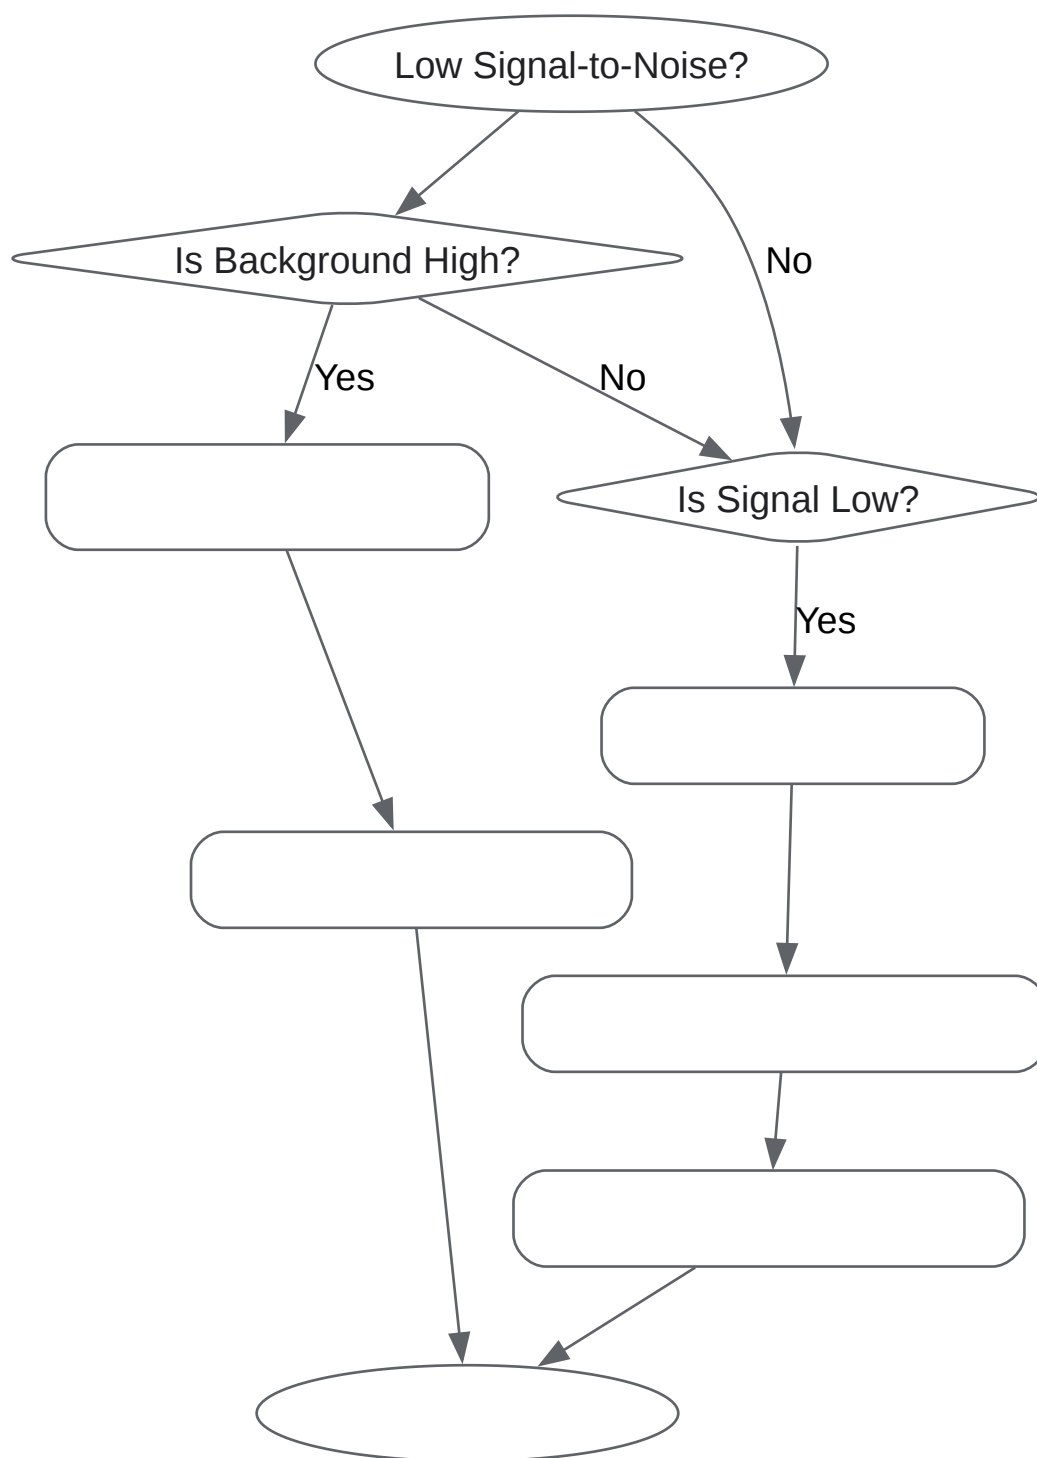 Low Signal-to-Noise?
Is Background High?
No
Yes
No
Is Signal Low?
Yes